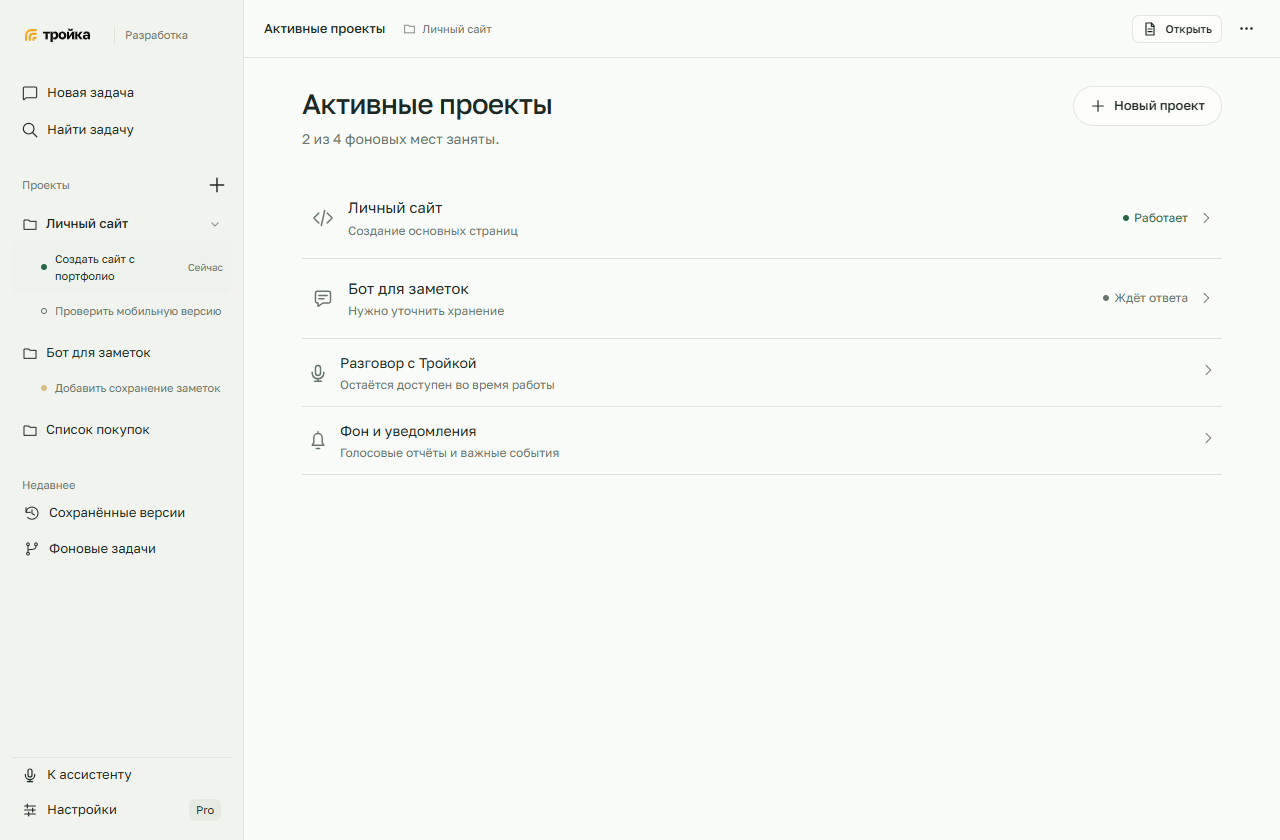 тройка
Разработка
Новая задача
Найти задачу
Проекты
Личный сайт
Создать сайт с
портфолио
Сейчас
Проверить мобильную версию
Бот для заметок
Добавить сохранение заметок
Список покупок
Недавнее
Сохранённые версии
Фоновые задачи
К ассистенту
Настройки
Pro
Активные проекты
Личный сайт
Открыть
Активные проекты
Новый проект
2 из 4 фоновых мест заняты.
Личный сайт
Создание основных страниц
Работает
Бот для заметок
Нужно уточнить хранение
Ждёт ответа
Разговор с Тройкой
Остаётся доступен во время работы
Фон и уведомления
Голосовые отчёты и важные события